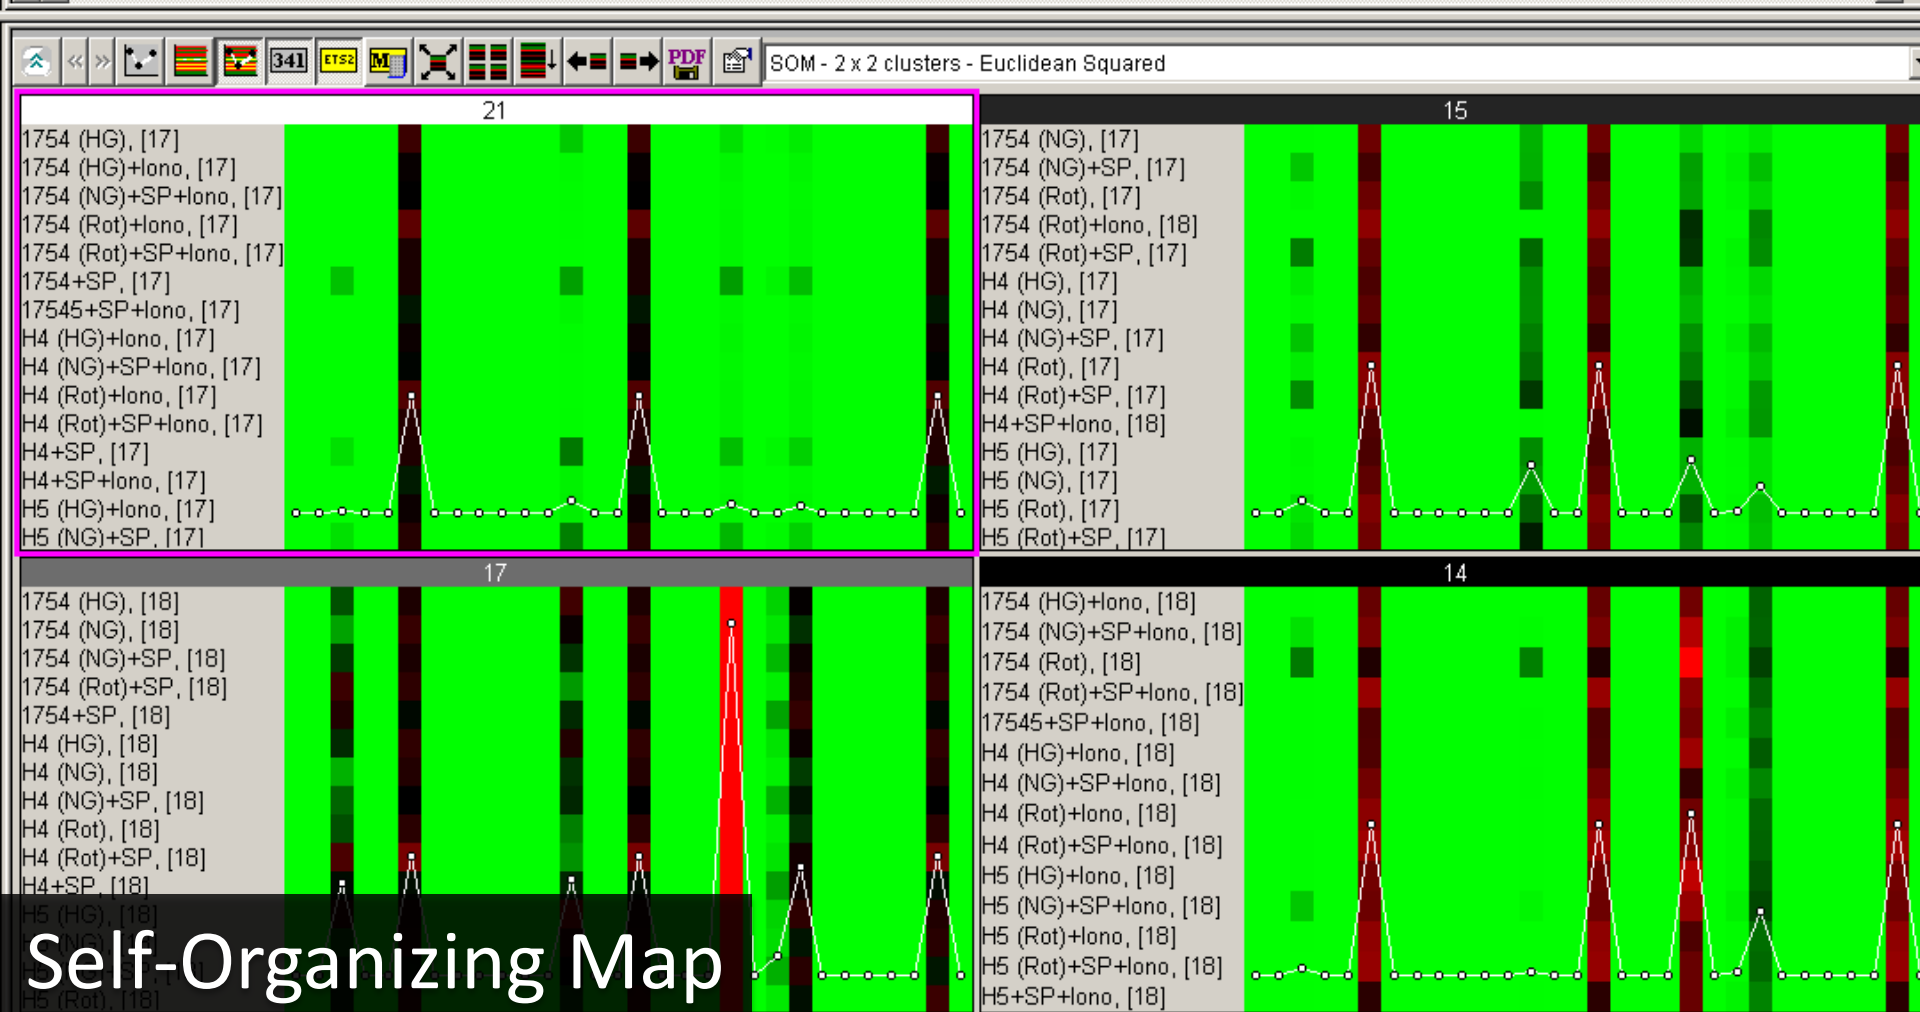 341
ETS2
M
PDF
SOM - 2 x 2 clusters - Euclidean Squared
21
1754 (HG), [17]
1754 (HG)+Iono, [17]
1754 (NG)+SP+Iono, [17]
1754 (Rot)+Iono, [17]
1754 (Rot)+SP+Iono, [17]
1754+SP, [17]
17545+SP+Iono, [17]
H4 (HG)+Iono, [17]
H4 (NG)+SP+Iono, [17]
H4 (Rot)+Iono, [17]
H4 (Rot)+SP+Iono, [17]
H4+SP, [17]
H4+SP+Iono, [17]
H5 (HG)+Iono, [17]
H5 (NG)+SP, [17]
15
1754 (NG), [17]
1754 (NG)+SP, [17]
1754 (Rot), [17]
1754 (Rot)+Iono, [18]
1754 (Rot)+SP, [17]
H4 (HG), [17]
H4 (NG), [17]
H4 (NG)+SP, [17]
H4 (Rot), [17]
H4 (Rot)+SP, [17]
H4+SP+Iono, [18]
H5 (HG), [17]
H5 (NG), [17]
H5 (Rot), [17]
H5 (Rot)+SP, [17]
17
1754 (HG), [18]
1754 (NG), [18]
1754 (NG)+SP, [18]
1754 (Rot)+SP, [18]
1754+SP, [18]
H4 (HG), [18]
H4 (NG), [18]
H4 (NG)+SP, [18]
H4 (Rot), [18]
H4 (Rot)+SP, [18]
H4+SP, [18]
H5 (HG), [18]
H5 (Rot), [18]
14
1754 (HG)+Iono, [18]
1754 (NG)+SP+Iono, [18]
1754 (Rot), [18]
1754 (Rot)+SP+Iono, [18]
17545+SP+Iono, [18]
H4 (HG)+Iono, [18]
H4 (NG)+SP+Iono, [18]
H4 (Rot)+Iono, [18]
H4 (Rot)+SP+Iono, [18]
H5 (HG)+Iono, [18]
H5 (NG)+SP+Iono, [18]
H5 (Rot)+Iono, [18]
H5 (Rot)+SP+Iono, [18]
H5+SP+Iono, [18]
Self-Organizing Map